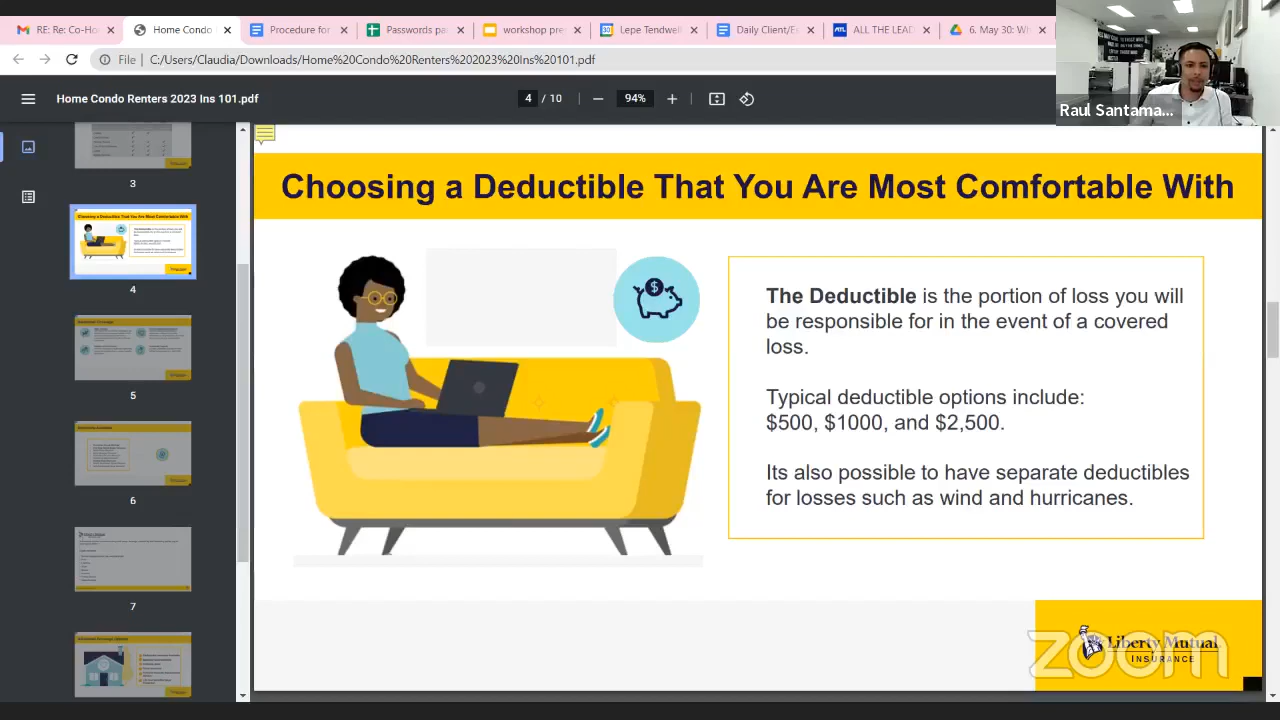 RE: Re: Co-Ho
Home Condo
Procedure for
Passwords pa
workshop pre
Lepe Tendwel
Daily Client/E
ATL
ALL THE LEAD
6. May 30: Wh
File
C:/Users/Claudia/Downloads/Home%20Condo%20
%202023%20Ins%20101.pdf
Raul Santama...
Home Condo Renters 2023 Ins 101.pdf
4 / 10
94%
3
4
5
6
7
Choosing a Deductible That You Are Most Comfortable With
$
The Deductible is the portion of loss you will
be responsible for in the event of a covered
loss.
Typical deductible options include:
$500, $1000, and $2,500.
Its also possible to have separate deductibles
for losses such as wind and hurricanes.
Liberty Mutual
INSURANCE
zoom